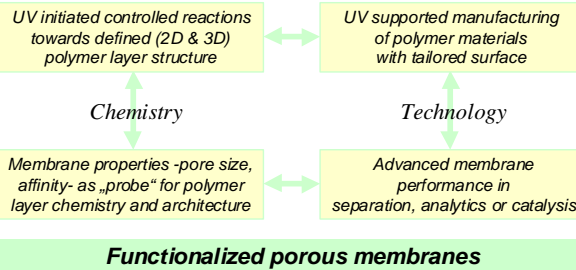 UV initiated controlled reactions
towards defined (2D & 3D)
polymer layer structure
UV supported manufacturing
of polymer materials
with tailored surface
Chemistry
Technology
Membrane properties -pore size,
affinity- as „probe“ for polymer
layer chemistry and architecture
Advanced membrane
performance in
separation, analytics or catalysis
Functionalized porous membranes